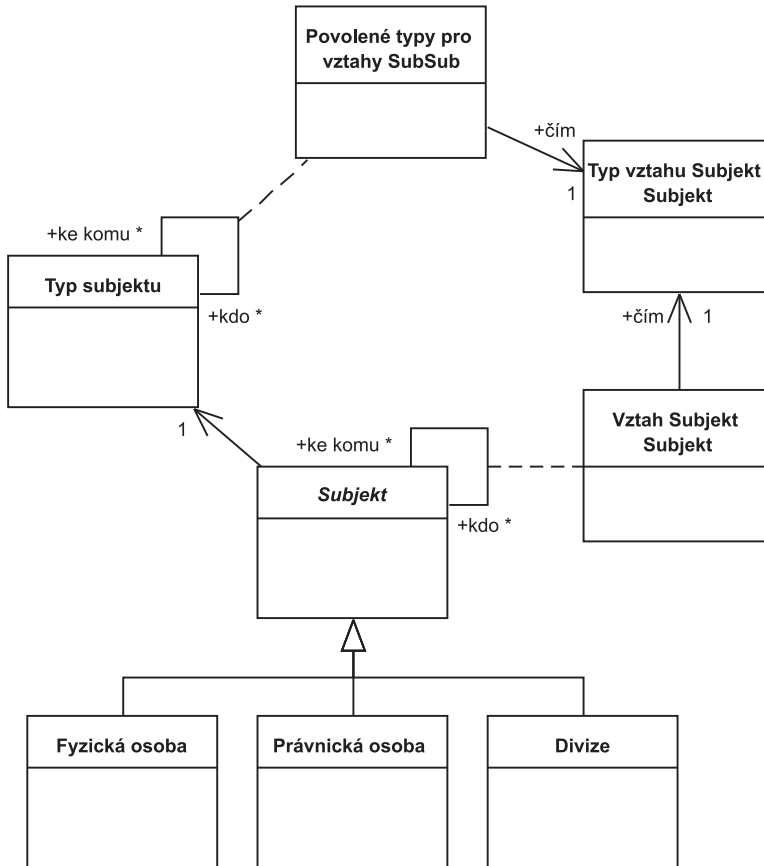 Povolené typy pro
vztahy SubSub
+čím
1
Typ vztahu Subjekt
Subjekt
+ke komu *
Typ subjektu
+kdo *
+čím
1
1
+ke komu *
Vztah Subjekt
Subjekt
Subjekt
+kdo *
Fyzická osoba
Právnická osoba
Divize